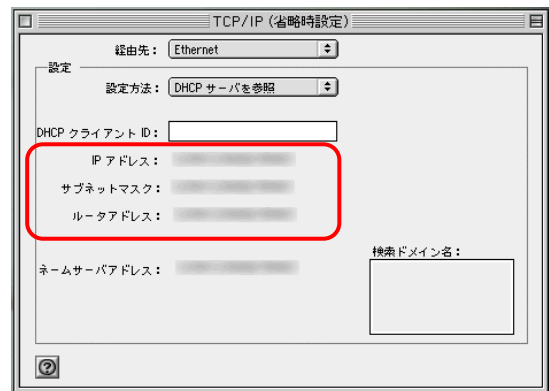 TCP/IP (省略時設定)
経由先： Ethernet
設定
設定方法： DHCP サーバを参照
DHCP クライアント ID：
IP アドレス：
サブネットマスク：
ルータアドレス：
検索ドメイン名：
ネームサーバアドレス：
?